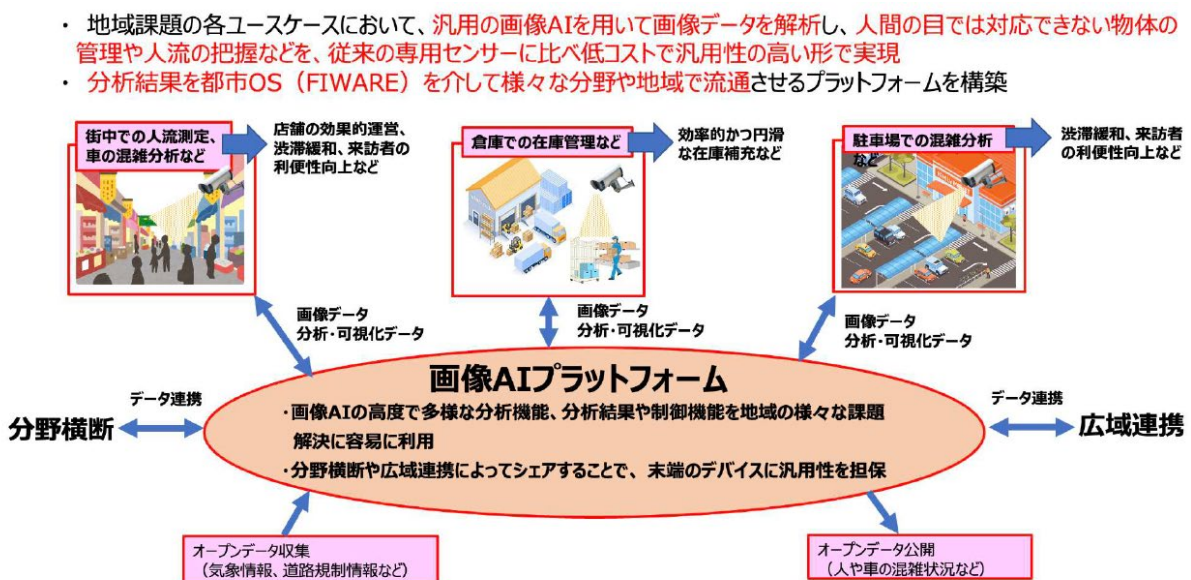 ・ 地域課題の各ユースケースにおいて、汎用の画像AIを用いて画像データを解析し、人間の目では対応できない物体の
管理や人流の把握などを、従来の専用センサーに比べ低コストで汎用性の高い形で実現
・ 分析結果を都市OS（FIWARE）を介して様々な分野や地域で流通させるプラットフォームを構築
街中での人流測定、
車の混雑分析など
店舗の効果的運営、
渋滞緩和、来訪者の
利便性向上など
倉庫での在庫管理など
効率的かつ円滑
な在庫補充など
駐車場での混雑分析
など
渋滞緩和、来訪者
の利便性向上など
画像データ
分析・可視化データ
画像データ
分析・可視化データ
画像データ
分析・可視化データ
画像AIプラットフォーム
・画像AIの高度で多様な分析機能、分析結果や制御機能を地域の様々な課題
解決に容易に利用
・分野横断や広域連携によってシェアすることで、末端のデバイスに汎用性を担保
データ連携
分野横断
データ連携
広域連携
オープンデータ収集
（気象情報、道路規制情報など）
オープンデータ公開
（人や車の混雑状況など）